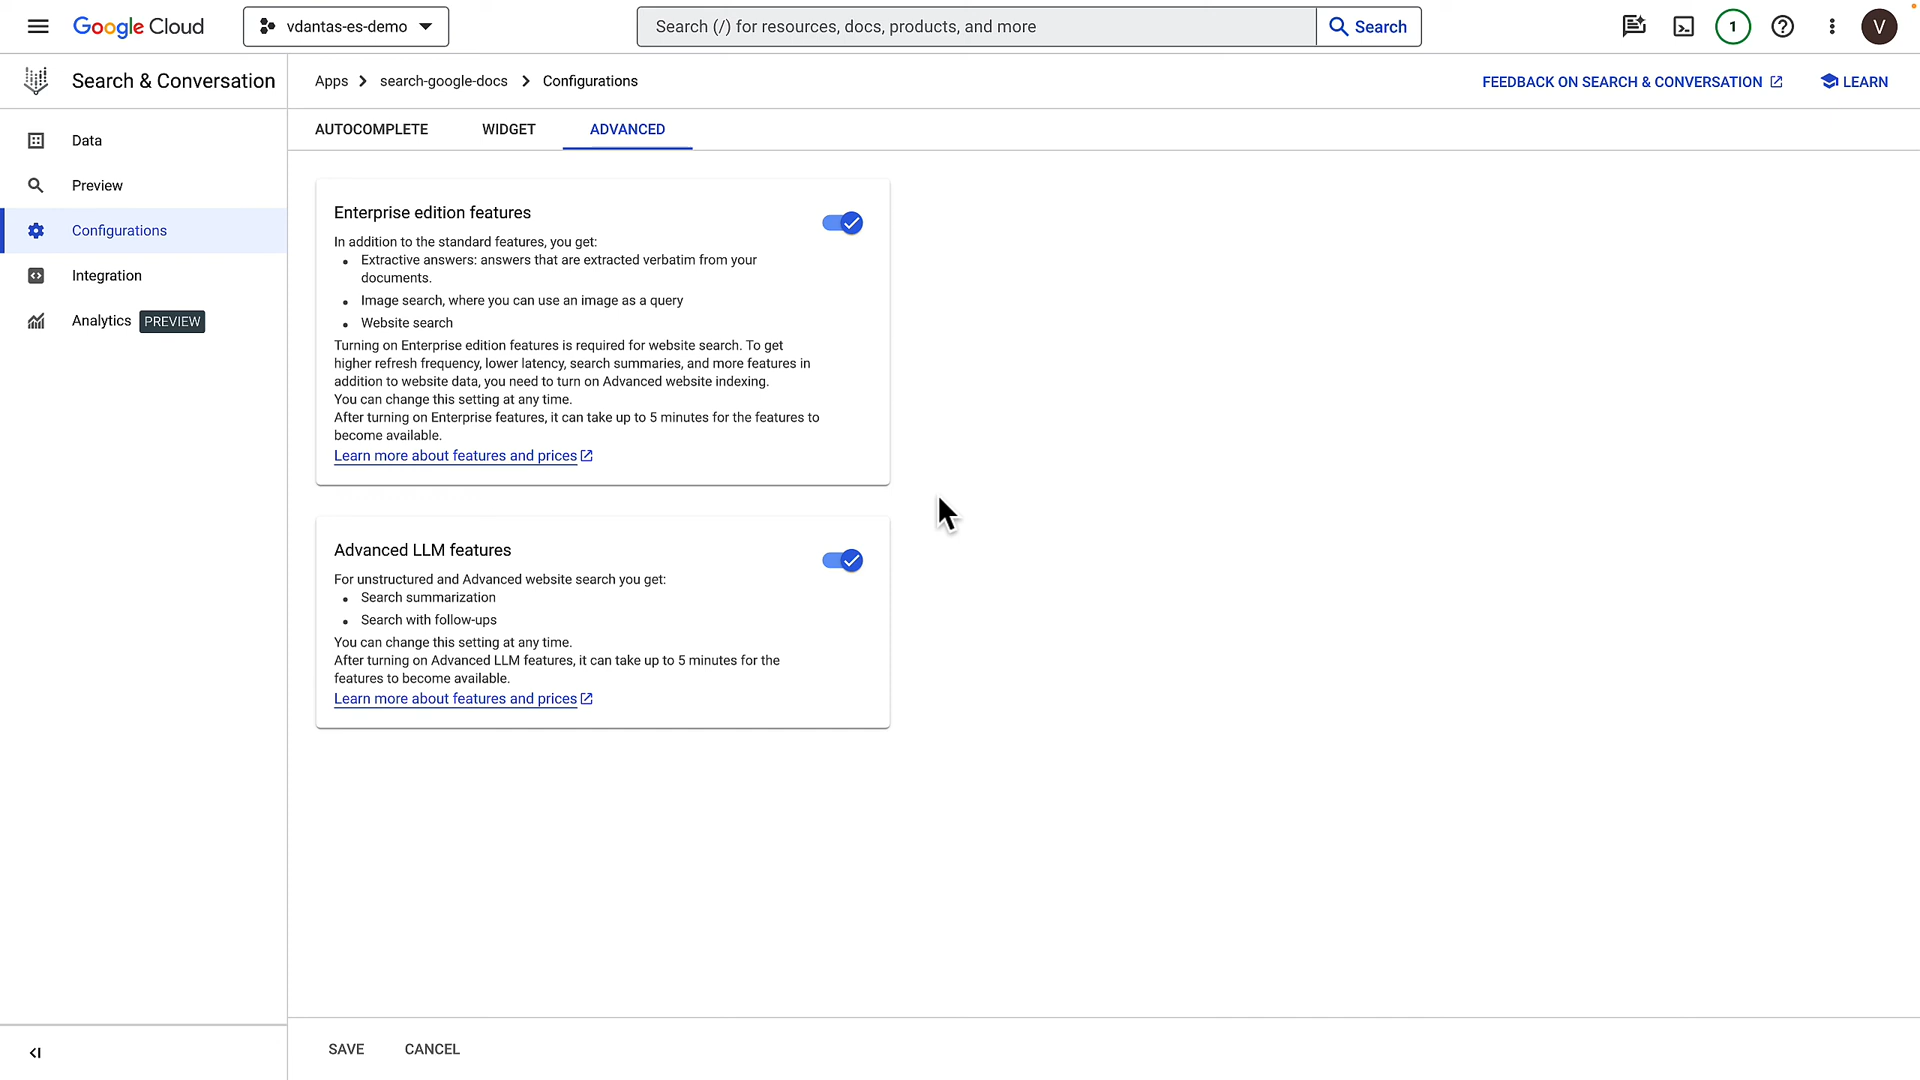 Google Cloud
vdantas-es-demo
Search (/) for resources, docs, products, and more
Search
1
V
Search & Conversation
Apps
search-google-docs
Configurations
FEEDBACK ON SEARCH & CONVERSATION
LEARN
Data
Preview
Configurations
Integration
Analytics
PREVIEW
AUTOCOMPLETE
WIDGET
ADVANCED
Enterprise edition features
In addition to the standard features, you get:
Extractive answers: answers that are extracted verbatim from your
documents.
Image search, where you can use an image as a query
Website search
Turning on Enterprise edition features is required for website search. To get
higher refresh frequency, lower latency, search summaries, and more features in
addition to website data, you need to turn on Advanced website indexing.
You can change this setting at any time.
After turning on Enterprise features, it can take up to 5 minutes for the features to
become available.
Learn more about features and prices
Advanced LLM features
For unstructured and Advanced website search you get:
Search summarization
Search with follow-ups
You can change this setting at any time.
After turning on Advanced LLM features, it can take up to 5 minutes for the
features to become available.
Learn more about features and prices
SAVE
CANCEL